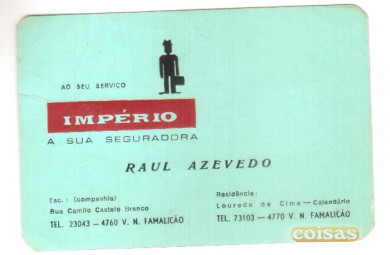 AO SEU SERVIÇO
IMPÉRIO
A SUA SEGURADORA
RAUL AZEVEDO
Esc.: (companhia)
Rua Camilo Castelo Branco
TEL. 23043 — 4760 V. N. FAMALICÃO
Residência:
Louredo de Cima — Calendário
TEL. 73103 — 4770 V. N. FAMALICÃO
coisas